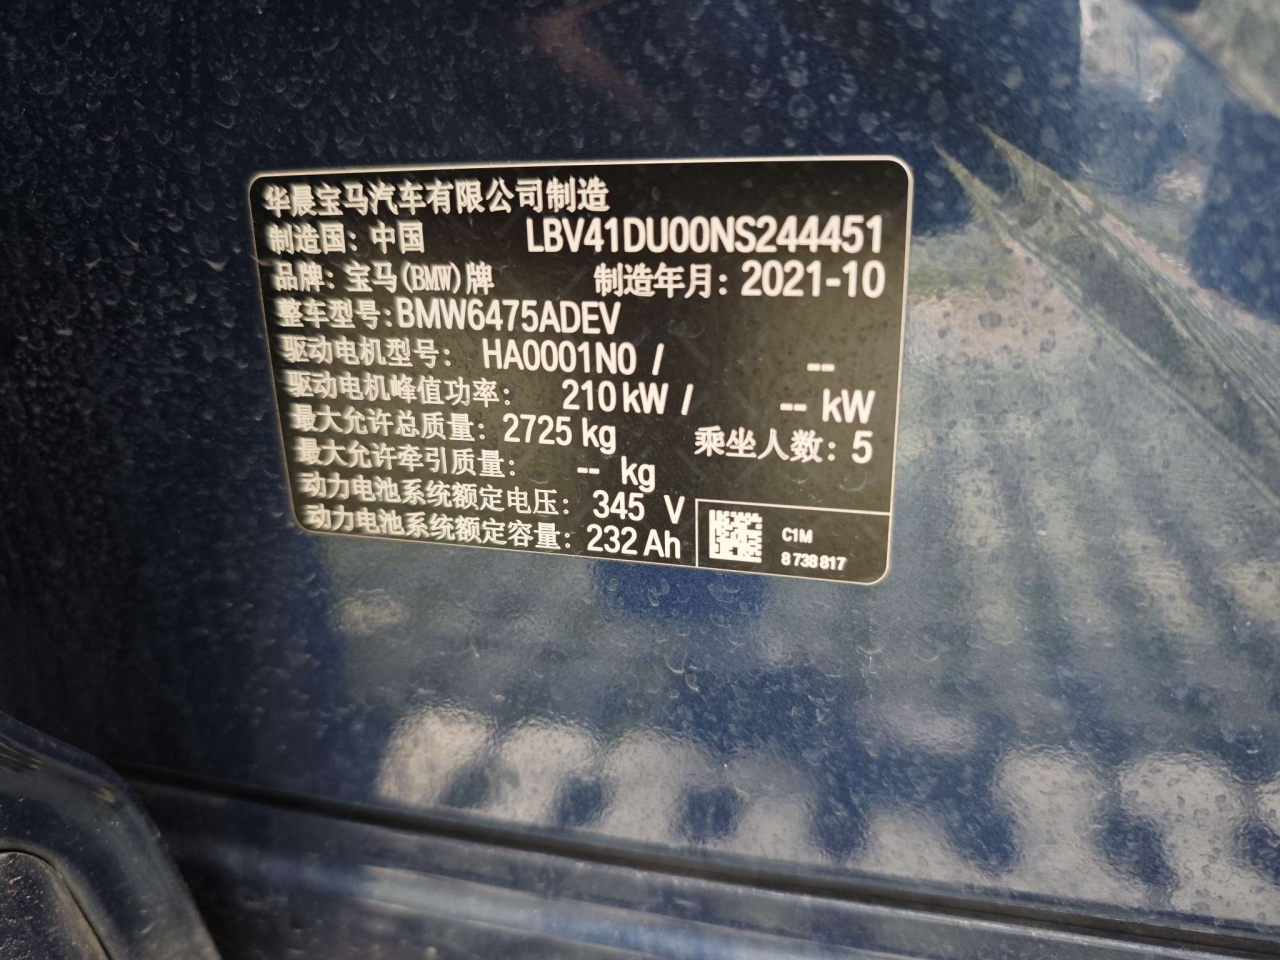 华晨宝马汽车有限公司制造
制造国：中国 LBV41DU00NS244451
品牌：宝马(BMW)牌 制造年月：2021-10
整车型号:BMW6475ADEV
驱动电机型号： HA0001N0 / --
驱动电机峰值功率： 210 kW / -- kW
最大允许总质量：2725 kg 乘坐人数：5
最大允许牵引质量： -- kg
动力电池系统额定电压： 345 V
动力电池系统额定容量：232 Ah
C1M
8 738 817